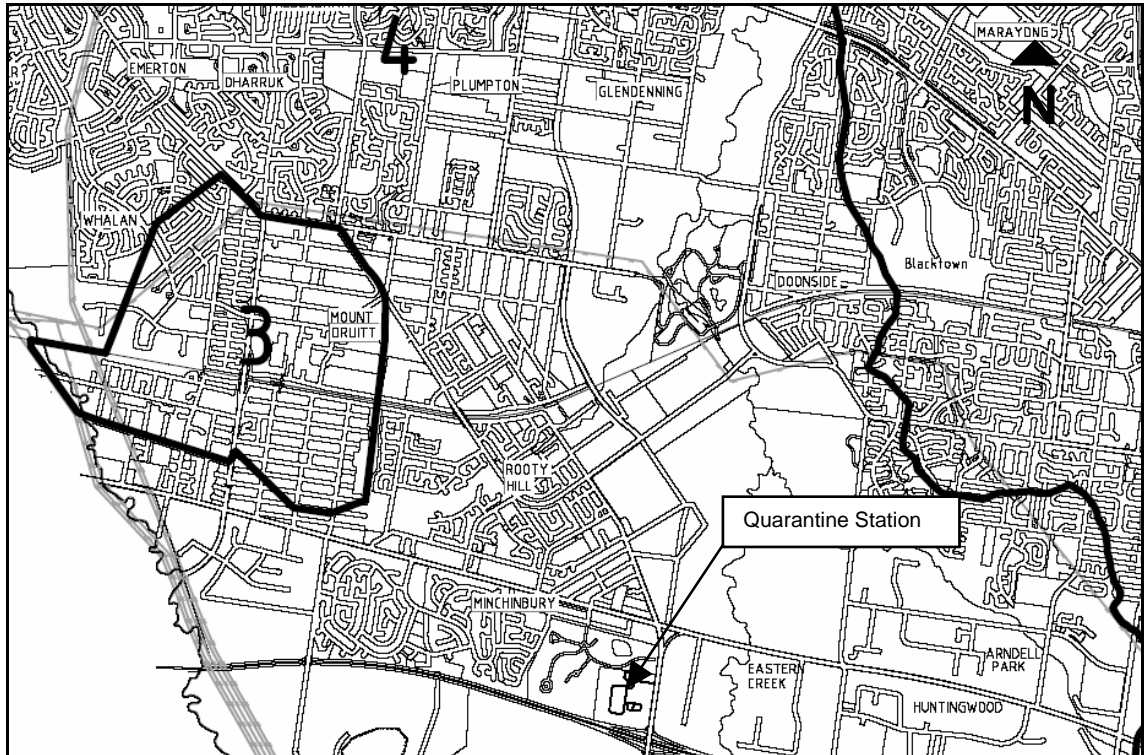 MARAYONG
4
EMERTON
DHARRUK
PLUMPTON
GLENDENNING
N
WHALAN
Blacktown
DOONSIDE
3
MOUNT
DRUITT
ROOTY
HILL
Quarantine Station
MINCHINBURY
EASTERN
CREEK
ARNDELL
PARK
HUNTINGWOOD